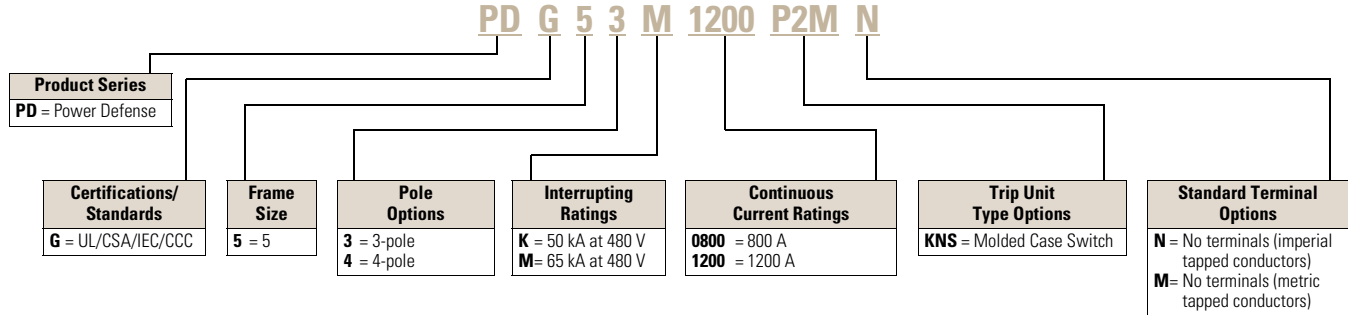 PD G 5 3 M 1200 P2M N
Product Series
PD = Power Defense
Certifications/
Standards
G = UL/CSA/IEC/CCC
Frame
Size
5 = 5
Pole
Options
3 = 3-pole
4 = 4-pole
Interrupting
Ratings
K = 50 kA at 480 V
M= 65 kA at 480 V
Continuous
Current Ratings
0800 = 800 A
1200 = 1200 A
Trip Unit
Type Options
KNS = Molded Case Switch
Standard Terminal
Options
N = No terminals (imperial
tapped conductors)
M= No terminals (metric
tapped conductors)